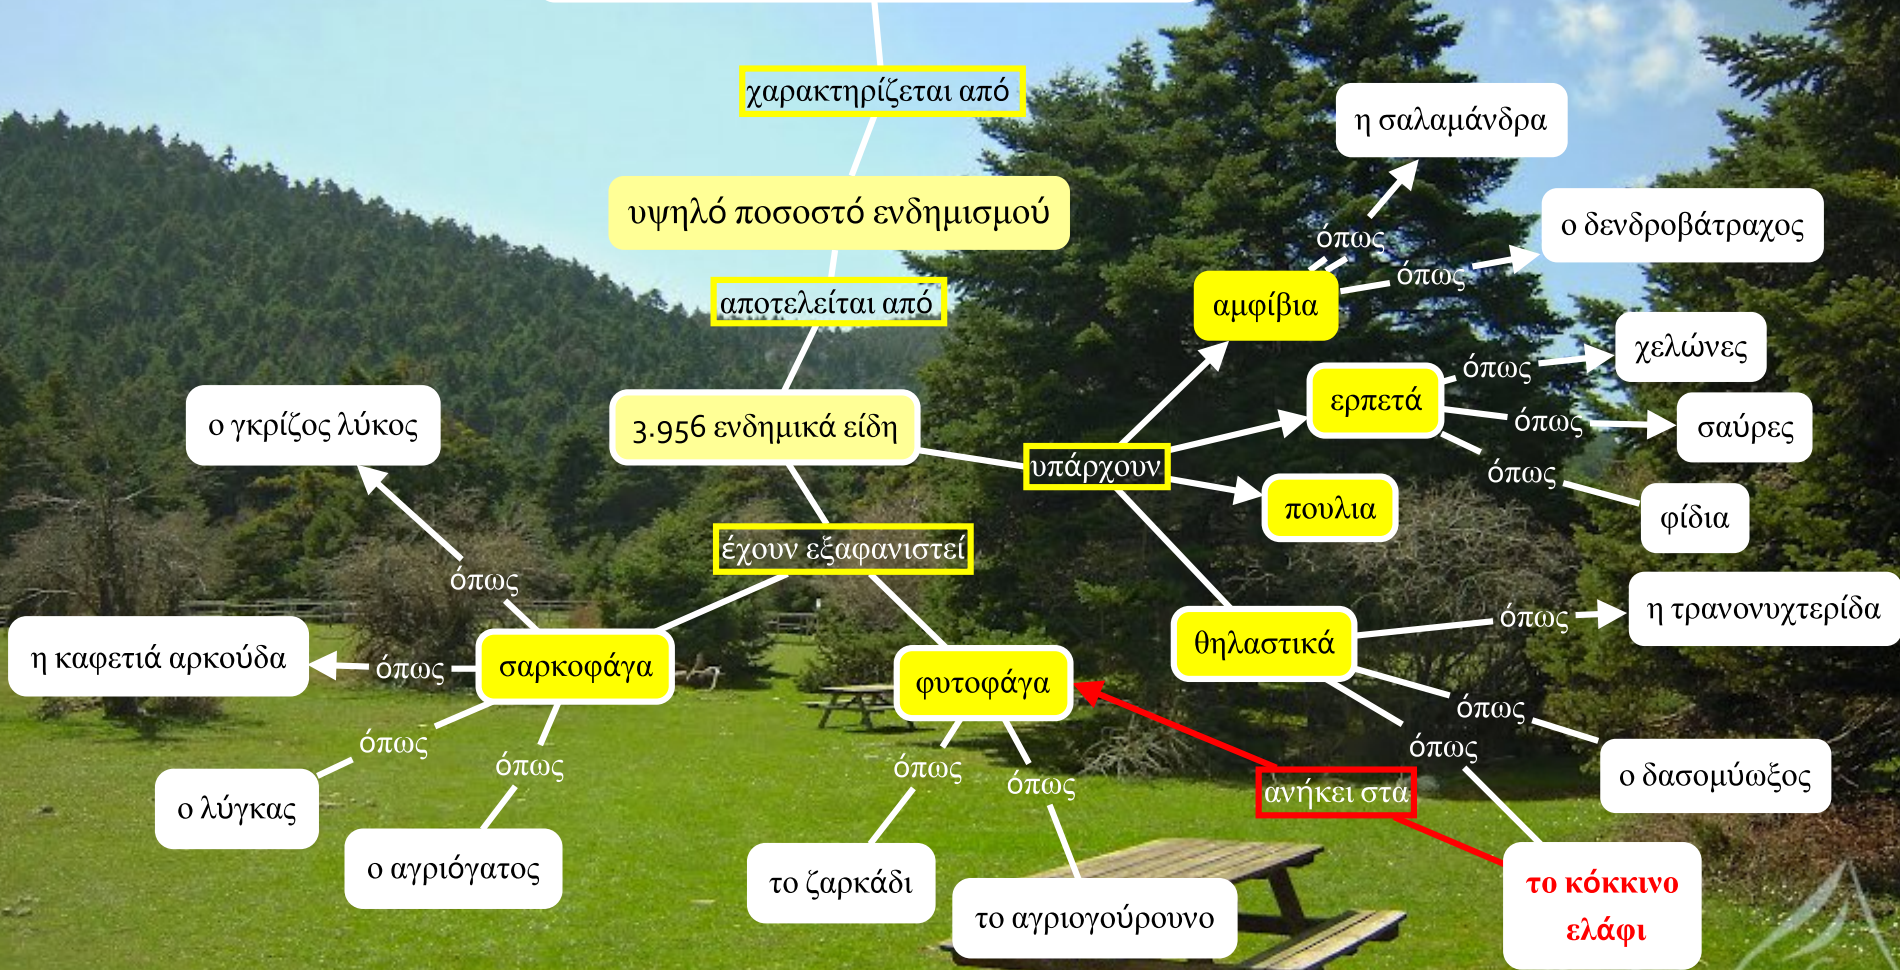 χαρακτηρίζεται από
υψηλό ποσοστό ενδημισμού
αποτελείται από
3.956 ενδημικά είδη
υπάρχουν
αμφίβια
όπως
η σαλαμάνδρα
όπως
ο δενδροβάτραχος
ερπετά
όπως
χελώνες
όπως
σαύρες
όπως
φίδια
πουλια
θηλαστικά
όπως
η τρανονυχτερίδα
όπως
ο δασομύωξος
όπως
το κόκκινο
ελάφι
ανήκει στα
έχουν εξαφανιστεί
σαρκοφάγα
όπως
ο γκρίζος λύκος
όπως
η καφετιά αρκούδα
όπως
ο λύγκας
όπως
ο αγριόγατος
φυτοφάγα
όπως
το ζαρκάδι
όπως
το αγριογούρουνο